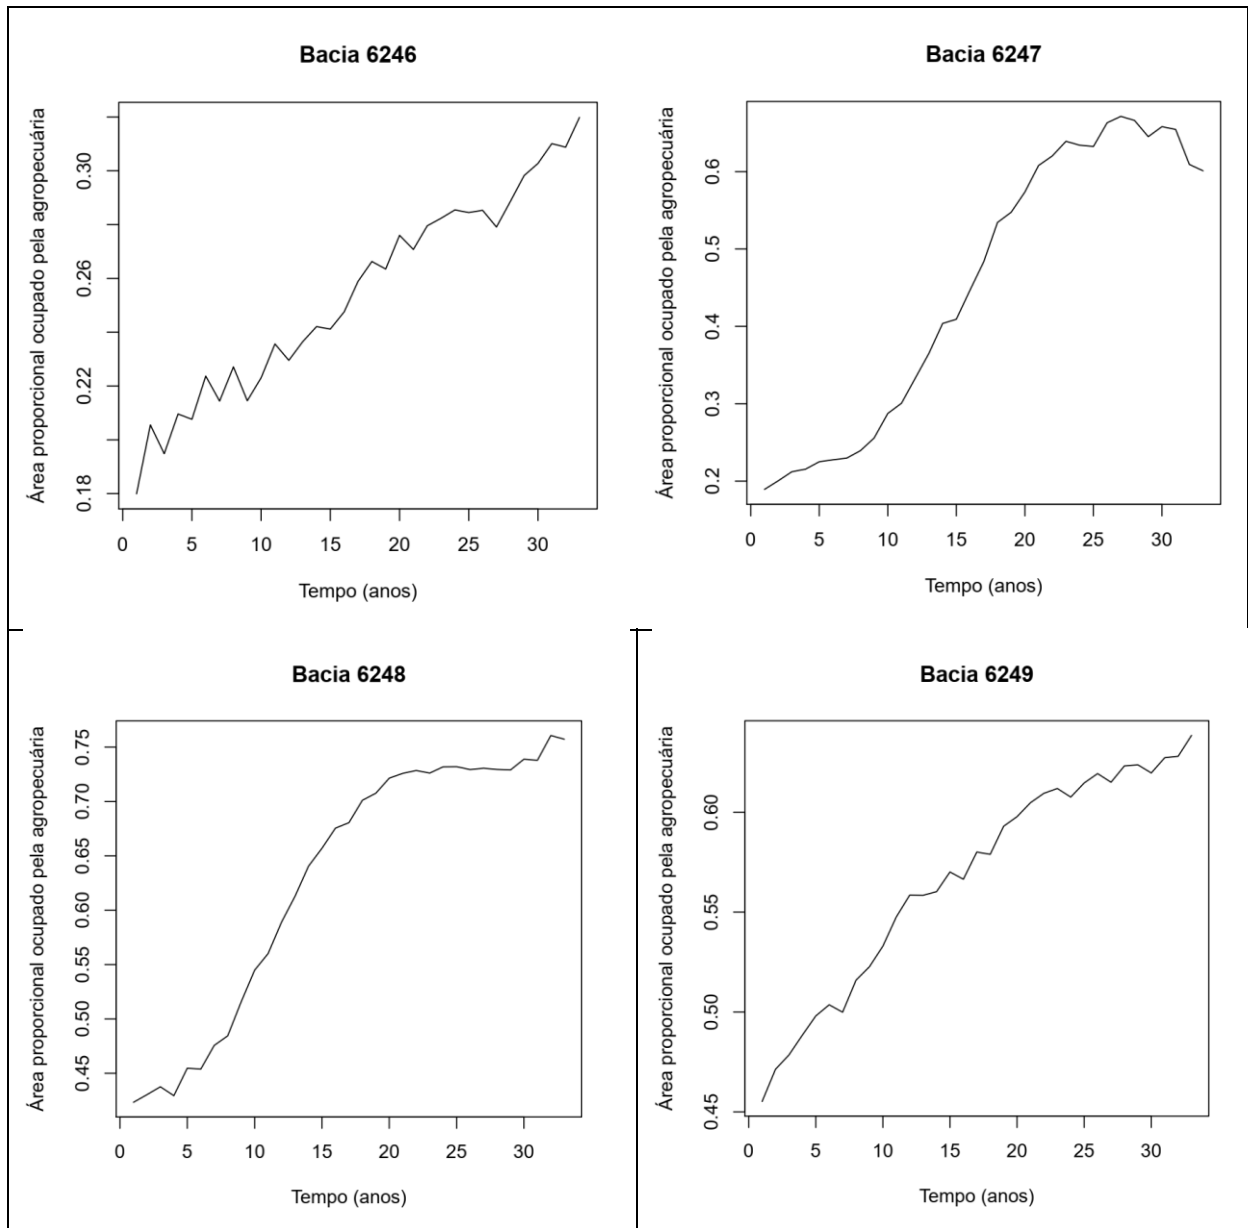 Bacia 6246
Área proporcional ocupado pela agropecuária
0.30
0.26
0.22
0.18
0 5 10 15 20 25 30
Tempo (anos)
Bacia 6247
Área proporcional ocupado pela agropecuária
0.6
0.5
0.4
0.3
0.2
0 5 10 15 20 25 30
Tempo (anos)
Bacia 6248
Área proporcional ocupado pela agropecuária
0.75
0.70
0.65
0.60
0.55
0.50
0.45
0 5 10 15 20 25 30
Tempo (anos)
Bacia 6249
Área proporcional ocupado pela agropecuária
0.60
0.55
0.50
0.45
0 5 10 15 20 25 30
Tempo (anos)